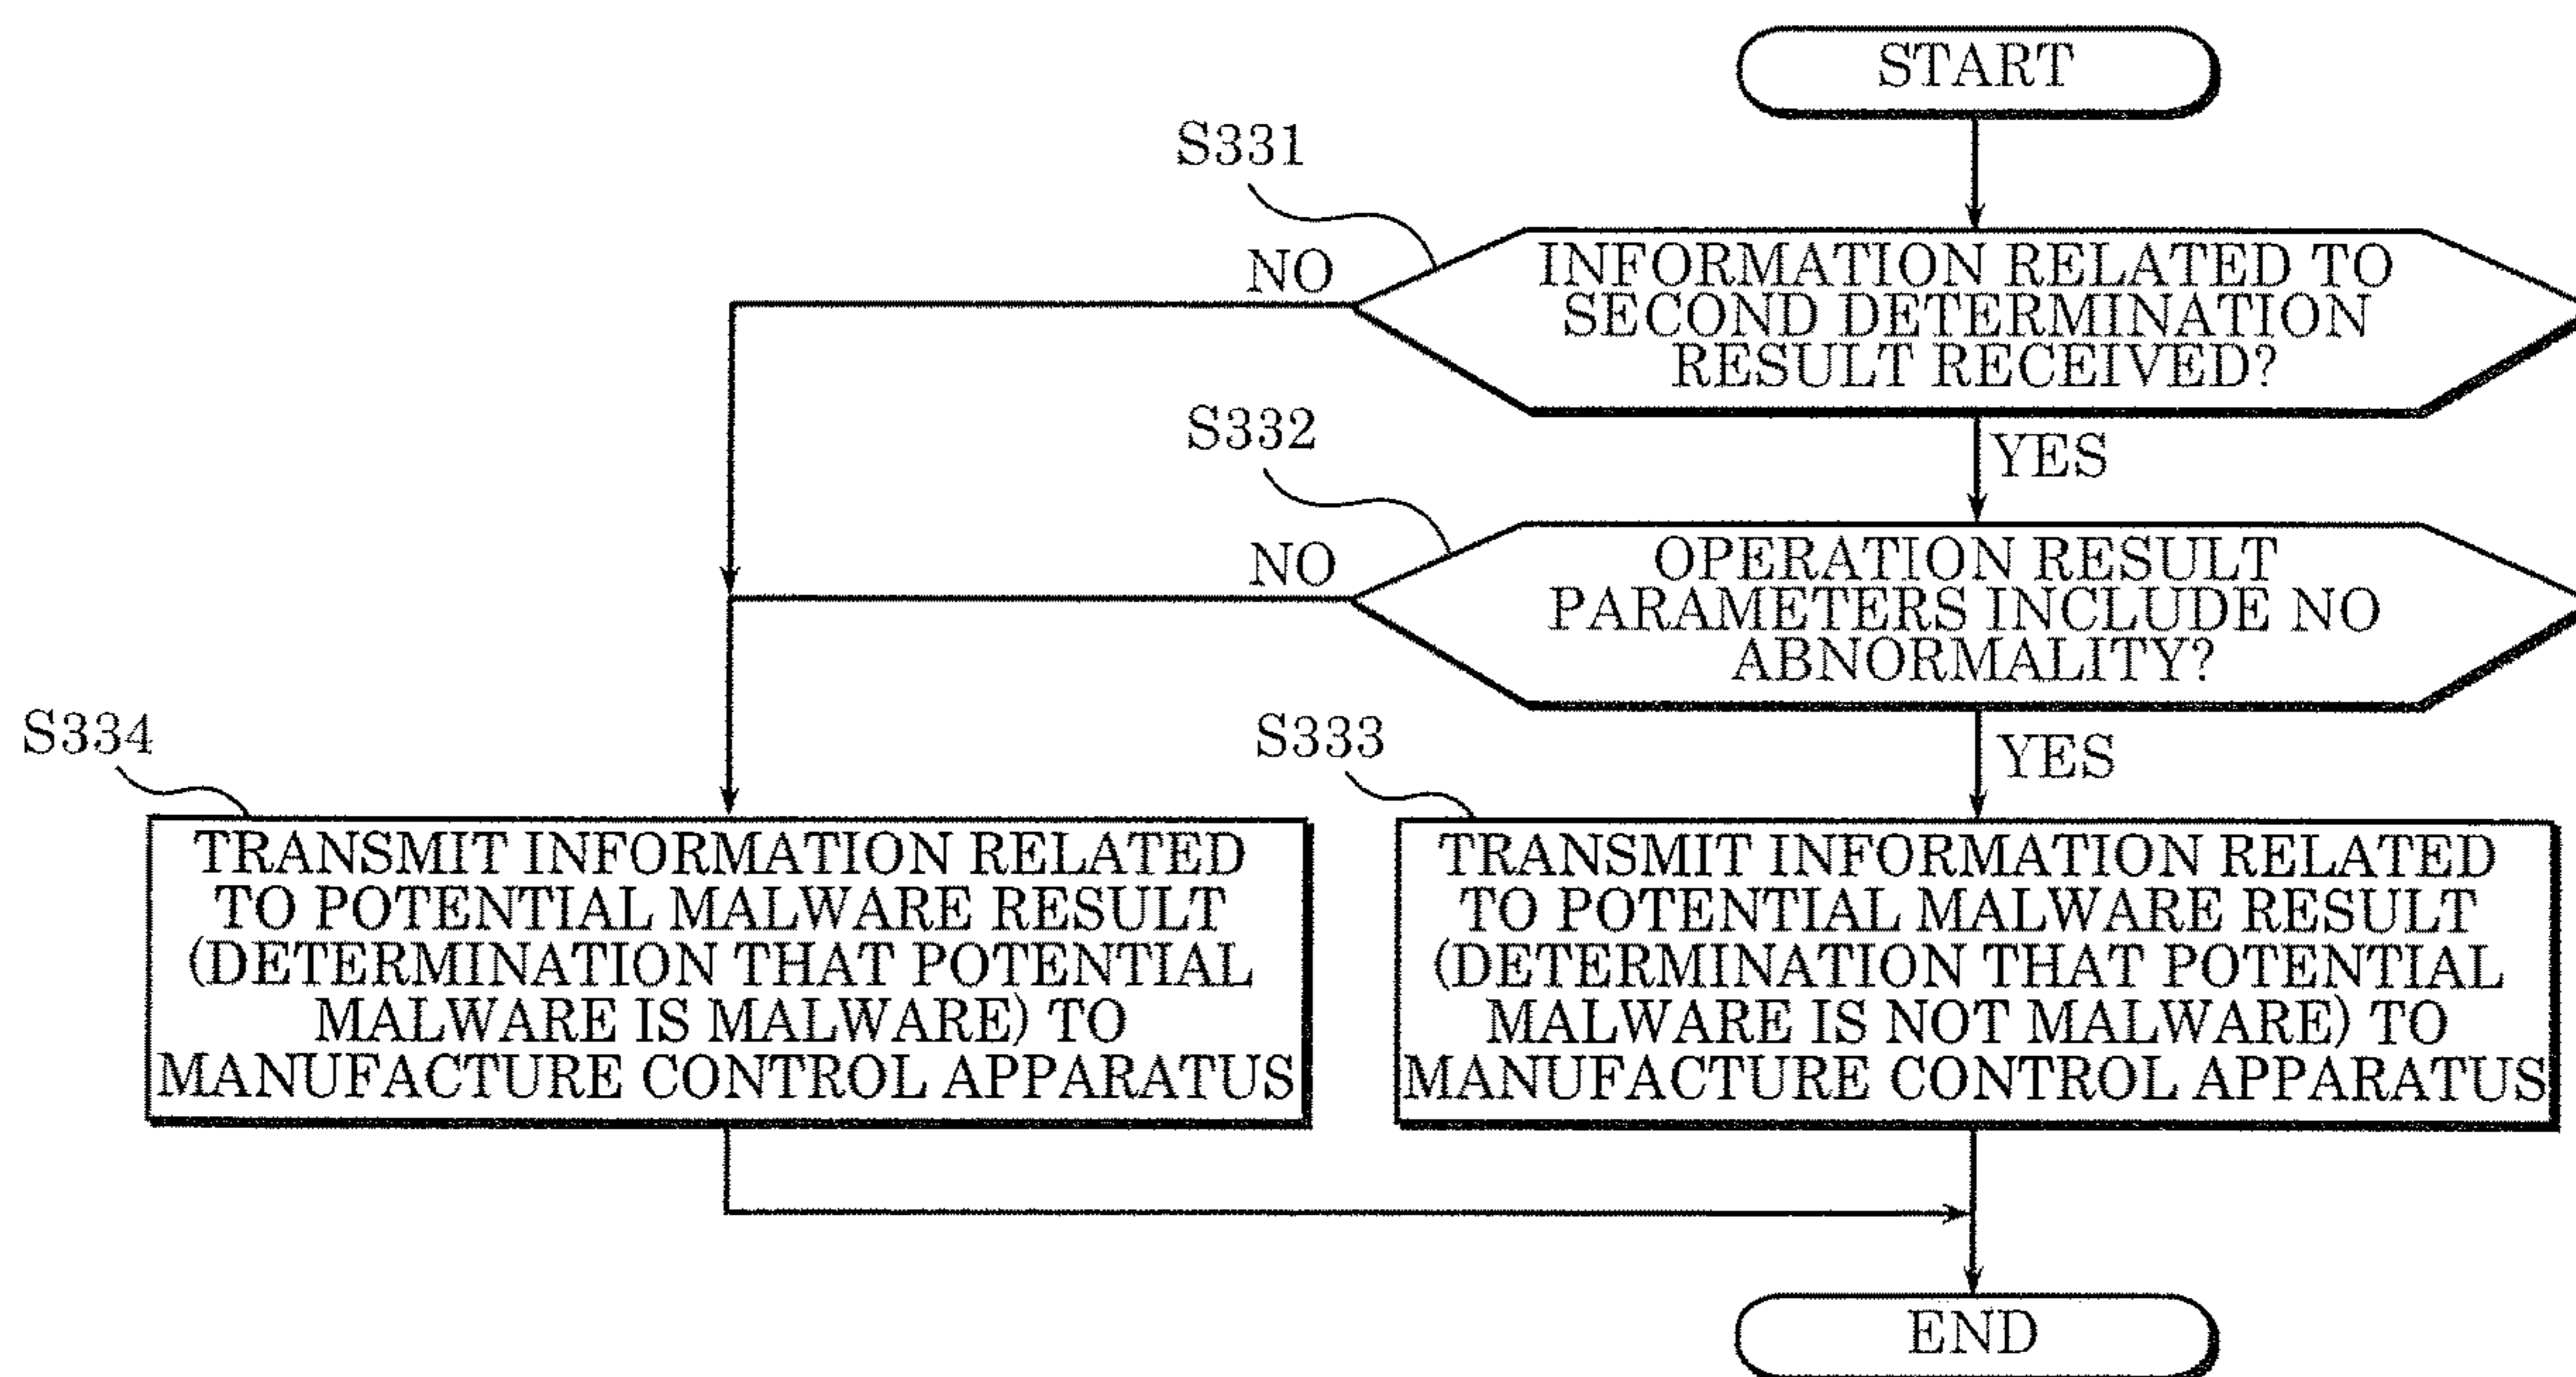 START
S331
NO
INFORMATION RELATED TO
SECOND DETERMINATION
RESULT RECEIVED?
YES
S332
NO
OPERATION RESULT
PARAMETERS INCLUDE NO
ABNORMALITY?
YES
S334
TRANSMIT INFORMATION RELATED
TO POTENTIAL MALWARE RESULT
(DETERMINATION THAT POTENTIAL
MALWARE IS MALWARE) TO
MANUFACTURE CONTROL APPARATUS
S333
TRANSMIT INFORMATION RELATED
TO POTENTIAL MALWARE RESULT
(DETERMINATION THAT POTENTIAL
MALWARE IS NOT MALWARE) TO
MANUFACTURE CONTROL APPARATUS
END